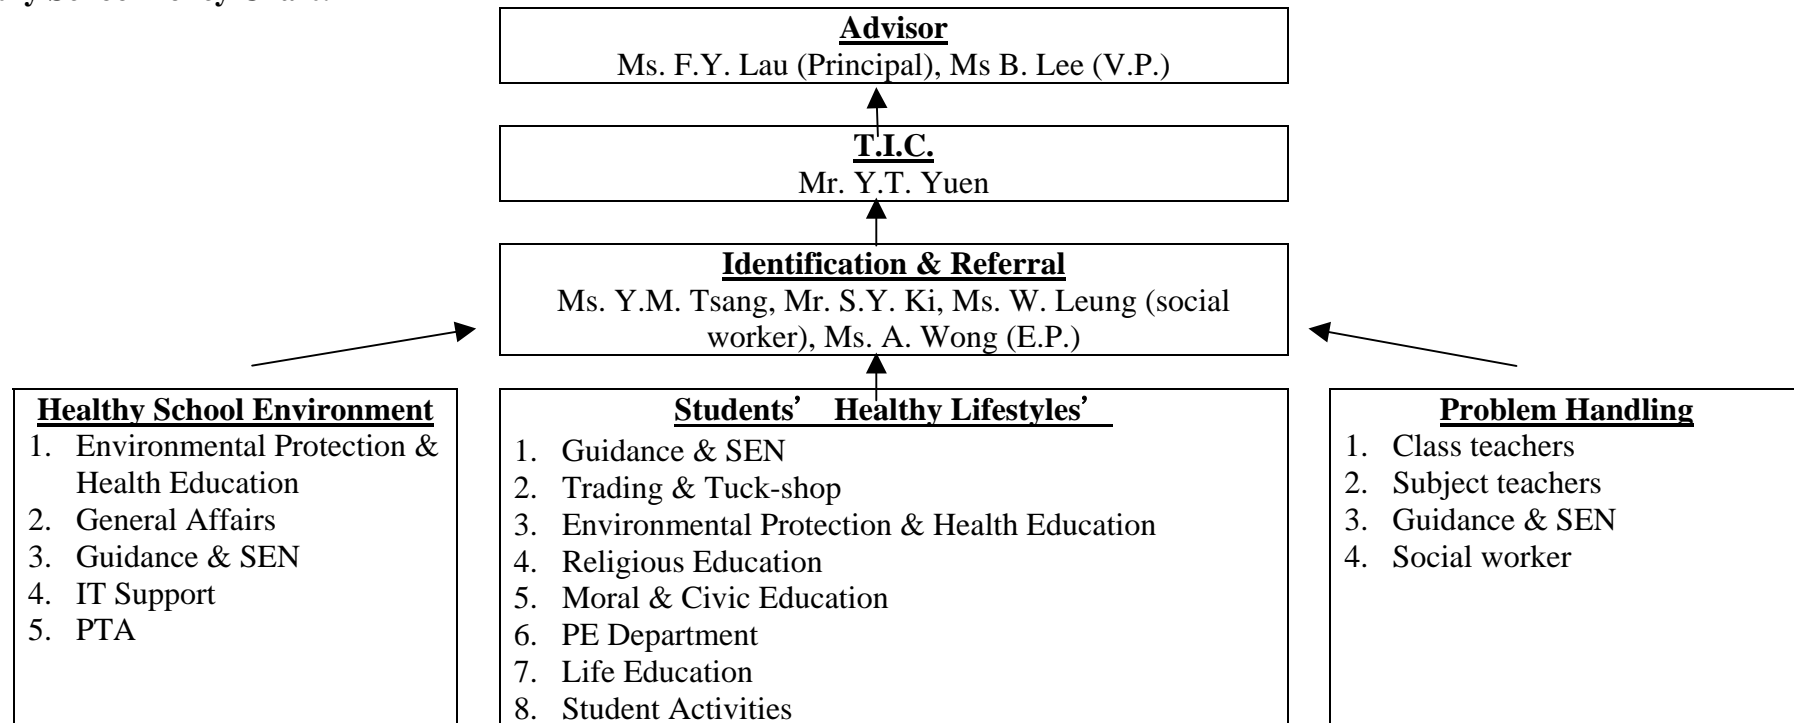 Advisor
Ms. F.Y. Lau (Principal), Ms B. Lee (V.P.)
T.I.C.
Mr. Y.T. Yuen
Identification & Referral
Ms. Y.M. Tsang, Mr. S.Y. Ki, Ms. W. Leung (social
worker), Ms. A. Wong (E.P.)
Healthy School Environment
1. Environmental Protection &
Health Education
2. General Affairs
3. Guidance & SEN
4. IT Support
5. PTA
Students’ Healthy Lifestyles’
1. Guidance & SEN
2. Trading & Tuck-shop
3. Environmental Protection & Health Education
4. Religious Education
5. Moral & Civic Education
6. PE Department
7. Life Education
8. Student Activities
Problem Handling
1. Class teachers
2. Subject teachers
3. Guidance & SEN
4. Social worker